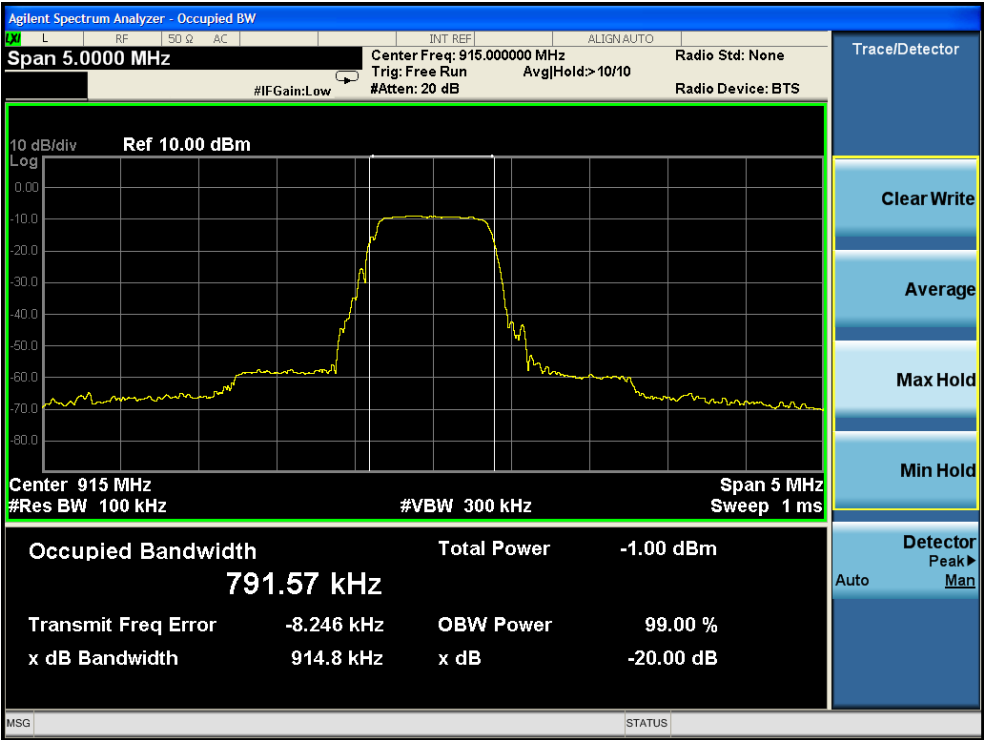 Agilent Spectrum Analyzer - Occupied BW
LXI L RF 50 Ω AC INT REF ALIGN AUTO
Span 5.0000 MHz
Center Freq: 915.000000 MHz Radio Std: None
Trig: Free Run Avg|Hold:> 10/10
#IFGain:Low #Atten: 20 dB Radio Device: BTS
10 dB/div Ref 10.00 dBm
Log
0.00
-10.0
-20.0
-30.0
-40.0
-50.0
-60.0
-70.0
-80.0
Center 915 MHz Span 5 MHz
#Res BW 100 kHz #VBW 300 kHz Sweep 1 ms
Occupied Bandwidth Total Power -1.00 dBm
791.57 kHz
Transmit Freq Error -8.246 kHz OBW Power 99.00 %
x dB Bandwidth 914.8 kHz x dB -20.00 dB
MSG STATUS
Trace/Detector
Clear Write
Average
Max Hold
Min Hold
Detector
Peak▶
Auto Man